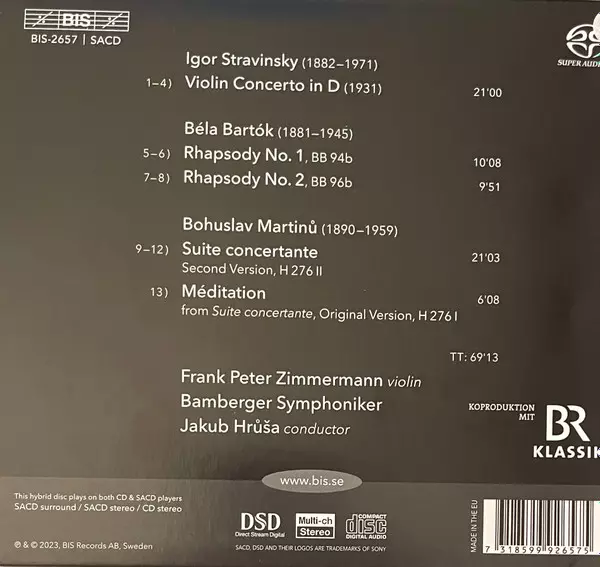 BIS
BIS-2657 | SACD
SUPER AUDIO
Igor Stravinsky (1882–1971)
1–4) Violin Concerto in D (1931) 21'00
Béla Bartók (1881–1945)
5–6) Rhapsody No. 1, BB 94b 10'08
7–8) Rhapsody No. 2, BB 96b 9'51
Bohuslav Martinů (1890–1959)
9–12) Suite concertante 21'03
Second Version, H 276 II
13) Méditation 6'08
from Suite concertante, Original Version, H 276 I
TT: 69'13
Frank Peter Zimmermann violin
Bamberger Symphoniker
Jakub Hrůša conductor
KOPRODUKTION
MIT
BR
KLASSIK
www.bis.se
This hybrid disc plays on both CD & SACD players
SACD surround / SACD stereo / CD stereo
℗ & © 2023, BIS Records AB, Sweden
DSD
Direct Stream Digital
Multi-ch
Stereo
COMPACT
disc
DIGITAL AUDIO
SACD, DSD AND THEIR LOGOS ARE TRADEMARKS OF SONY
MADE IN THE EU
7 318599 926575